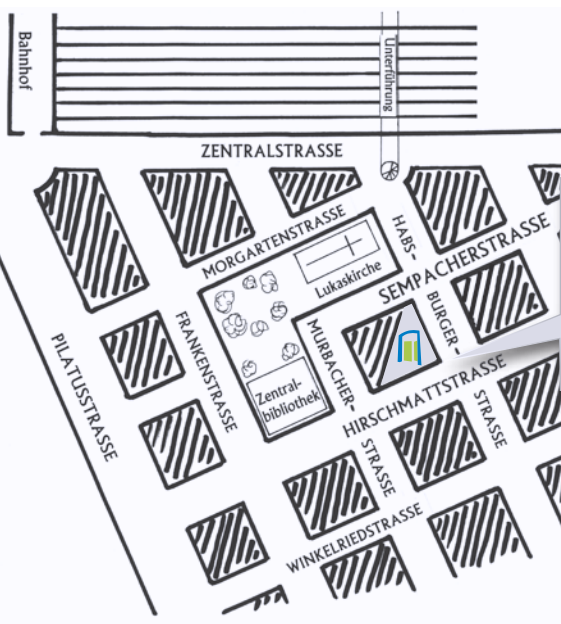 Bahnhof
Unterführung
ZENTRALSTRASSE
MORGARTENSTRASSE
HABS-
BURGER-
STRASSE
SEMPACHERSTRASSE
Lukaskirche
FRANKENSTRASSE
MURBACHER-
STRASSE
PILATUSSTRASSE
Zentral-
bibliothek
HIRSCHMATTSTRASSE
WINKELRIEDSTRASSE